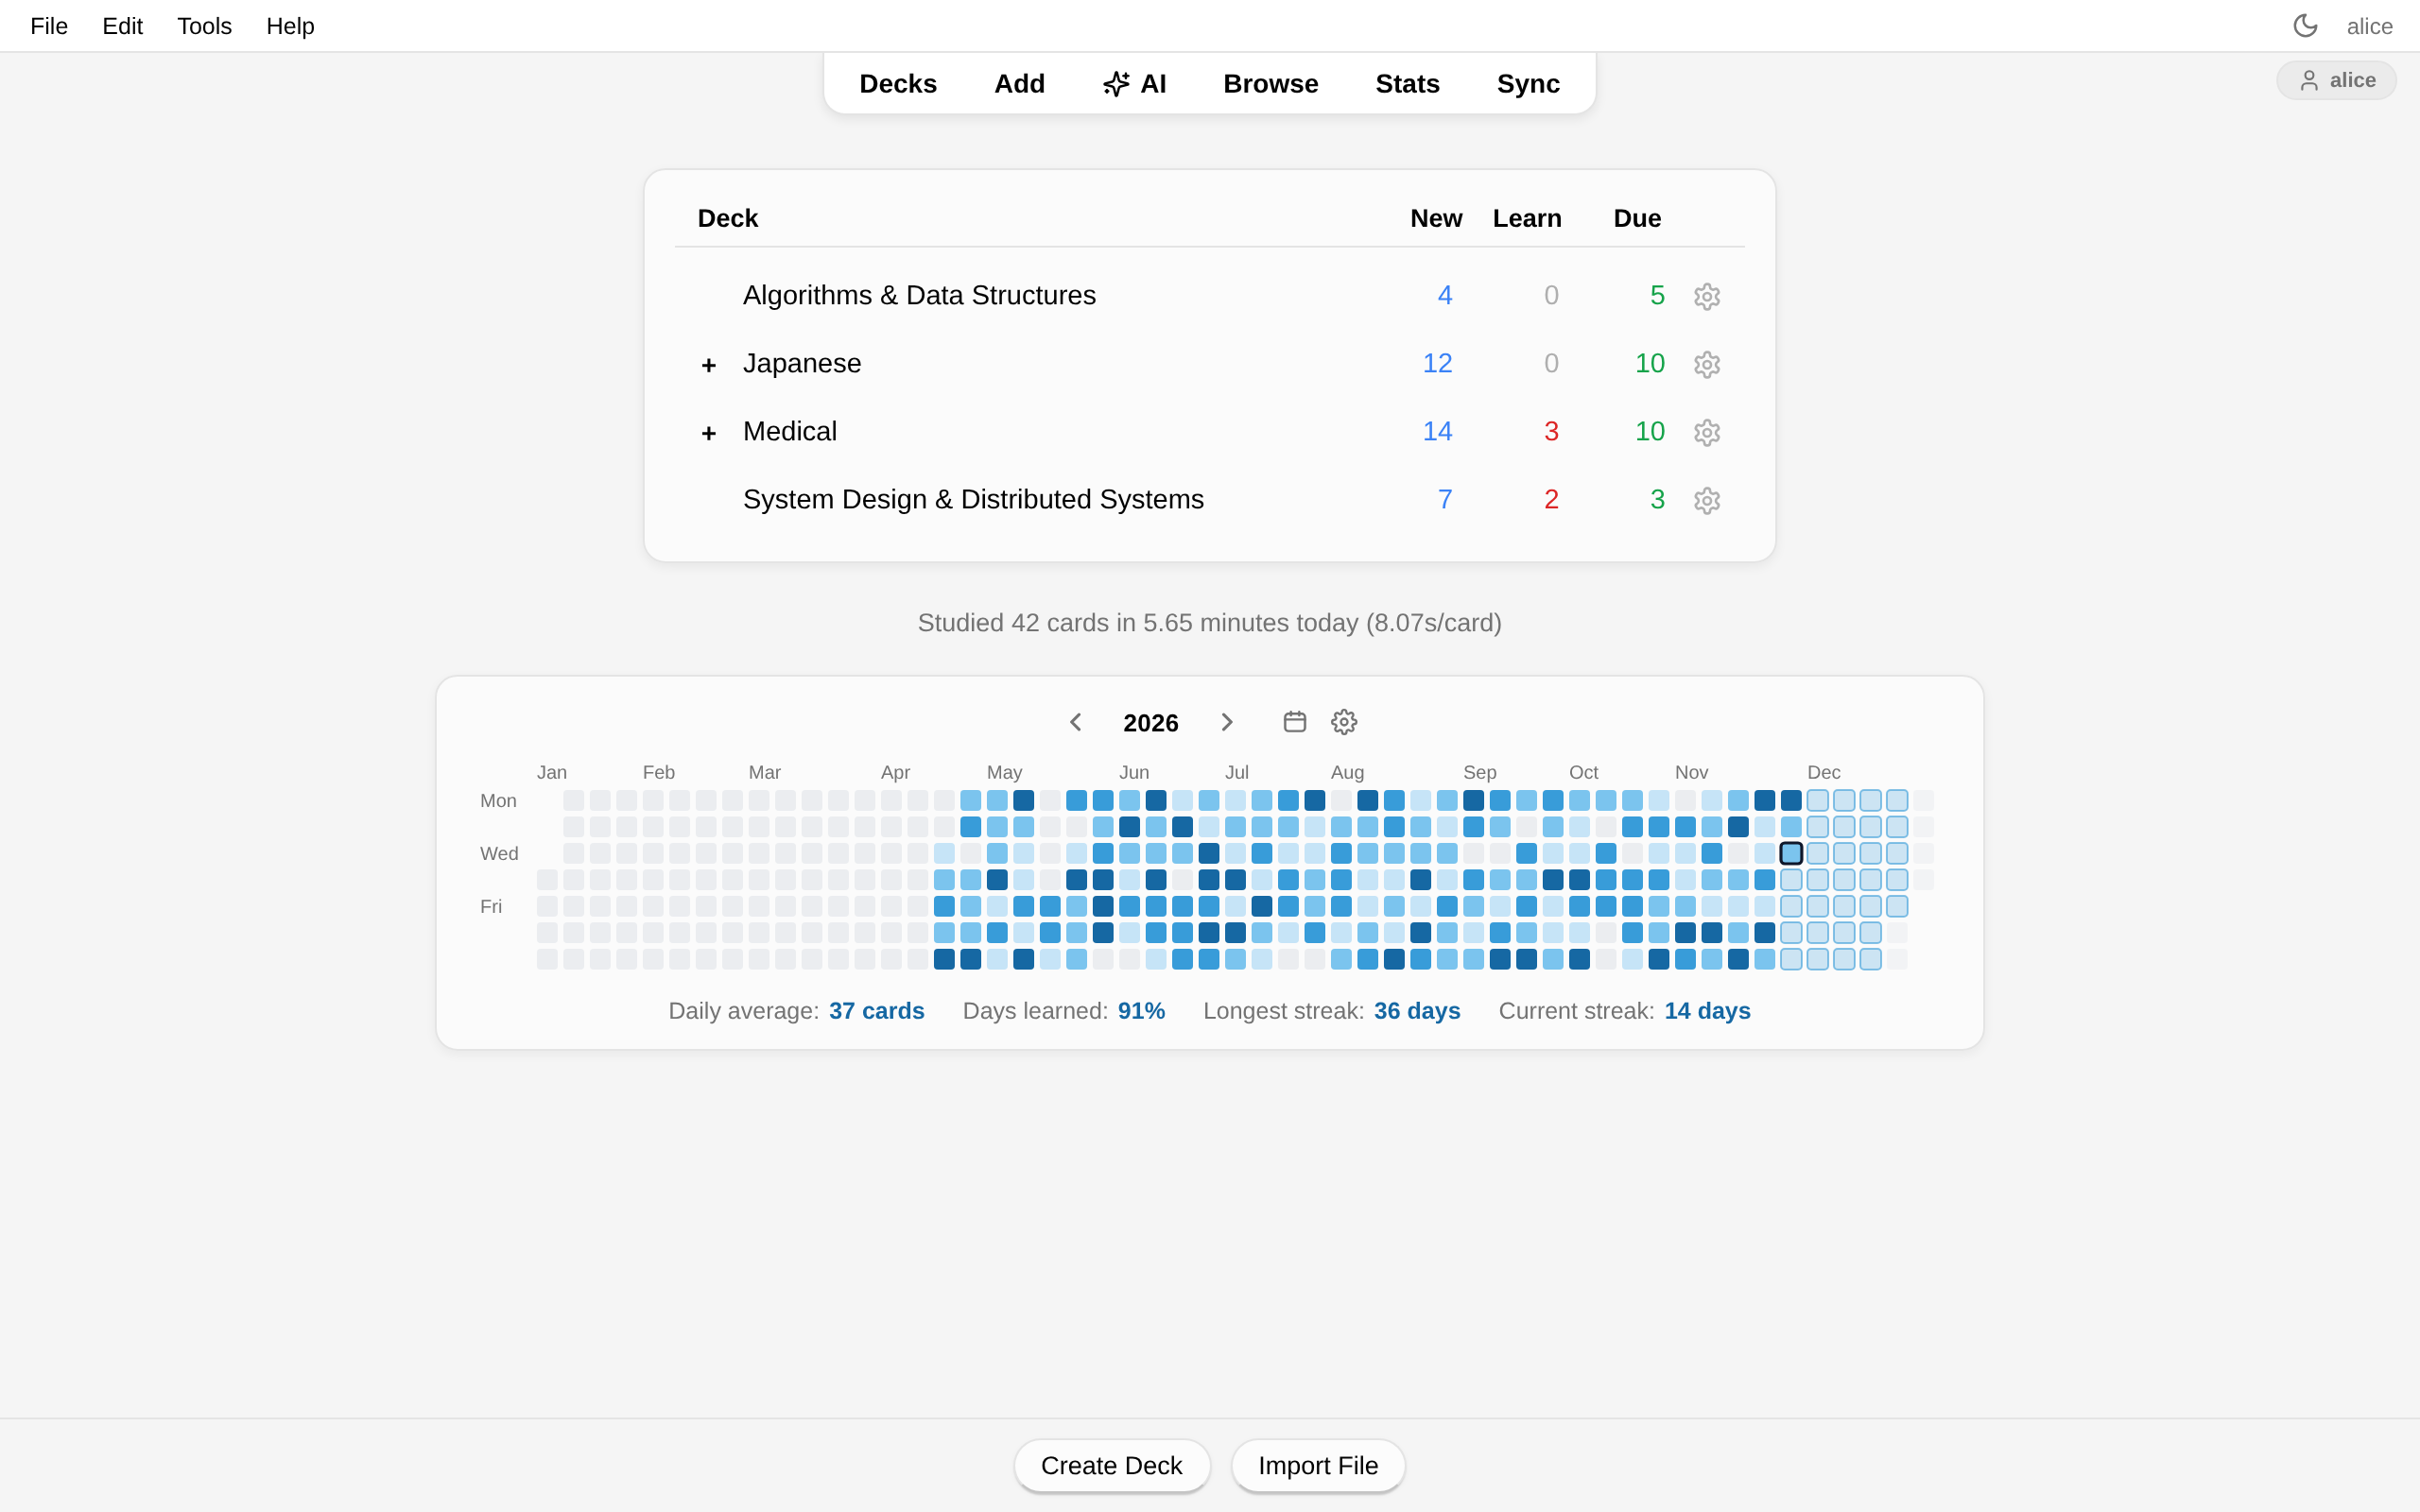 File Edit Tools Help alice
Decks Add AI Browse Stats Sync
alice
Deck New Learn Due
Algorithms & Data Structures 4 0 5
+ Japanese 12 0 10
+ Medical 14 3 10
System Design & Distributed Systems 7 2 3
Studied 42 cards in 5.65 minutes today (8.07s/card)
2026
Jan Feb Mar Apr May Jun Jul Aug Sep Oct Nov Dec
Mon
Wed
Fri
Daily average: 37 cards Days learned: 91% Longest streak: 36 days Current streak: 14 days
Create Deck Import File